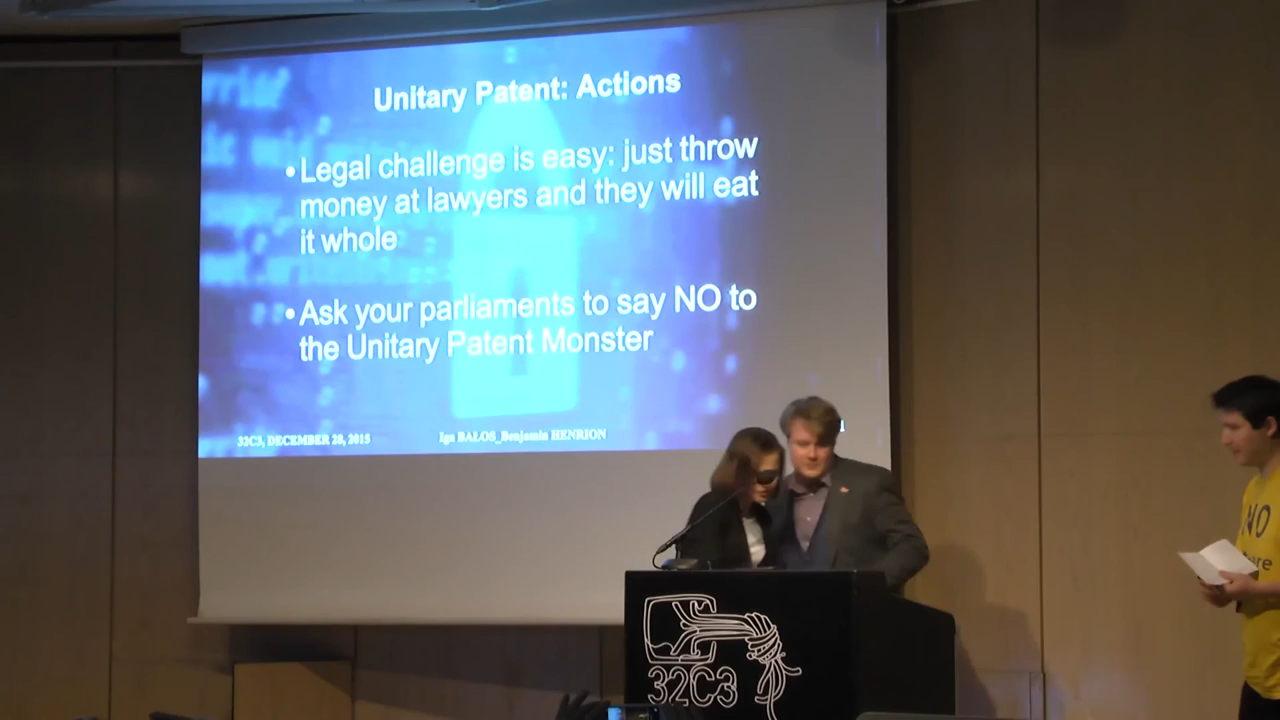 Unitary Patent: Actions
•Legal challenge is easy: just throw
money at lawyers and they will eat
it whole
•Ask your parliaments to say NO to
the Unitary Patent Monster
32C3, DECEMBER 28, 2015
Iga BALOS_Benjamin HENRION
NO
32C3